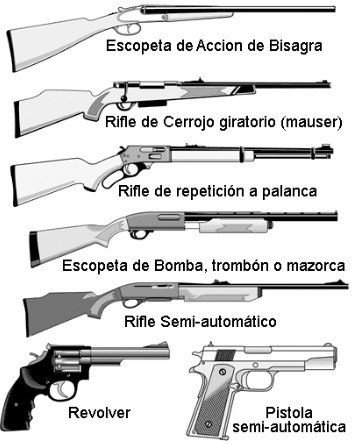 Escopeta de Accion de Bisagra
Rifle de Cerrojo giratorio (mauser)
Rifle de repetición a palanca
Escopeta de Bomba, trombón o mazorca
Rifle Semi-automático
Revolver
Pistola
semi-automática